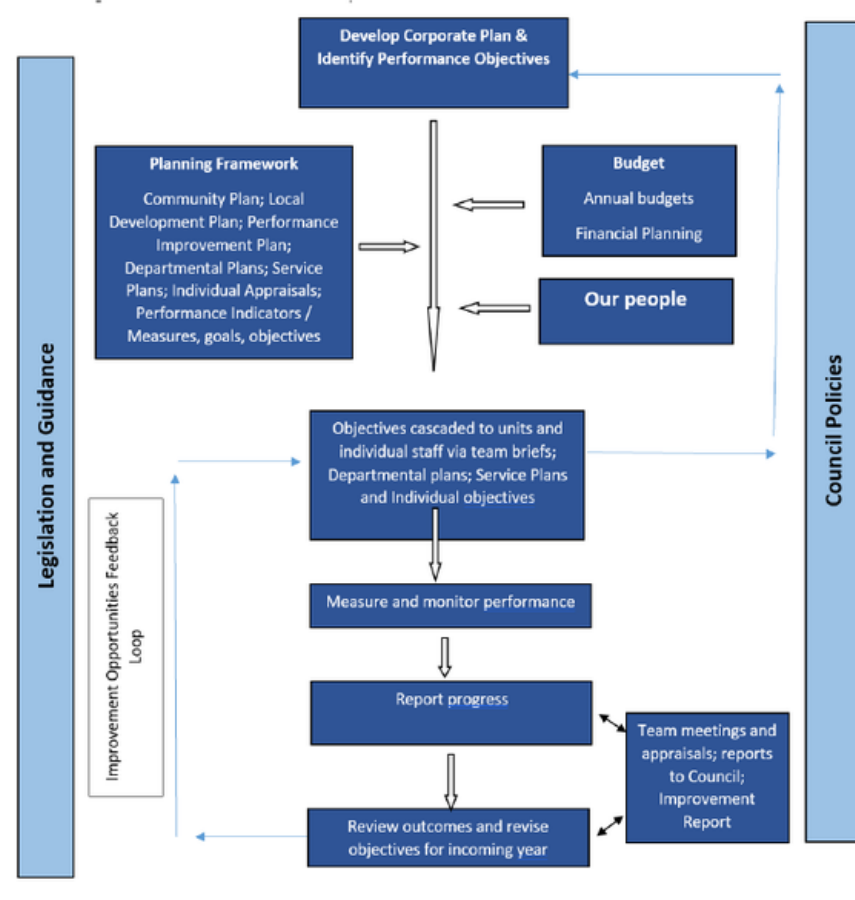 Develop Corporate Plan &
Identify Performance Objectives
Legislation and Guidance
Council Policies
Planning Framework
Community Plan; Local
Development Plan; Performance
Improvement Plan;
Departmental Plans; Service
Plans; Individual Appraisals;
Performance Indicators /
Measures, goals, objectives
Budget
Annual budgets
Financial Planning
Our people
Objectives cascaded to units and
individual staff via team briefs;
Departmental plans; Service Plans
and Individual objectives
Improvement Opportunities Feedback
Loop
Measure and monitor performance
Report progress
Team meetings and
appraisals; reports
to Council;
Improvement
Report
Review outcomes and revise
objectives for incoming year